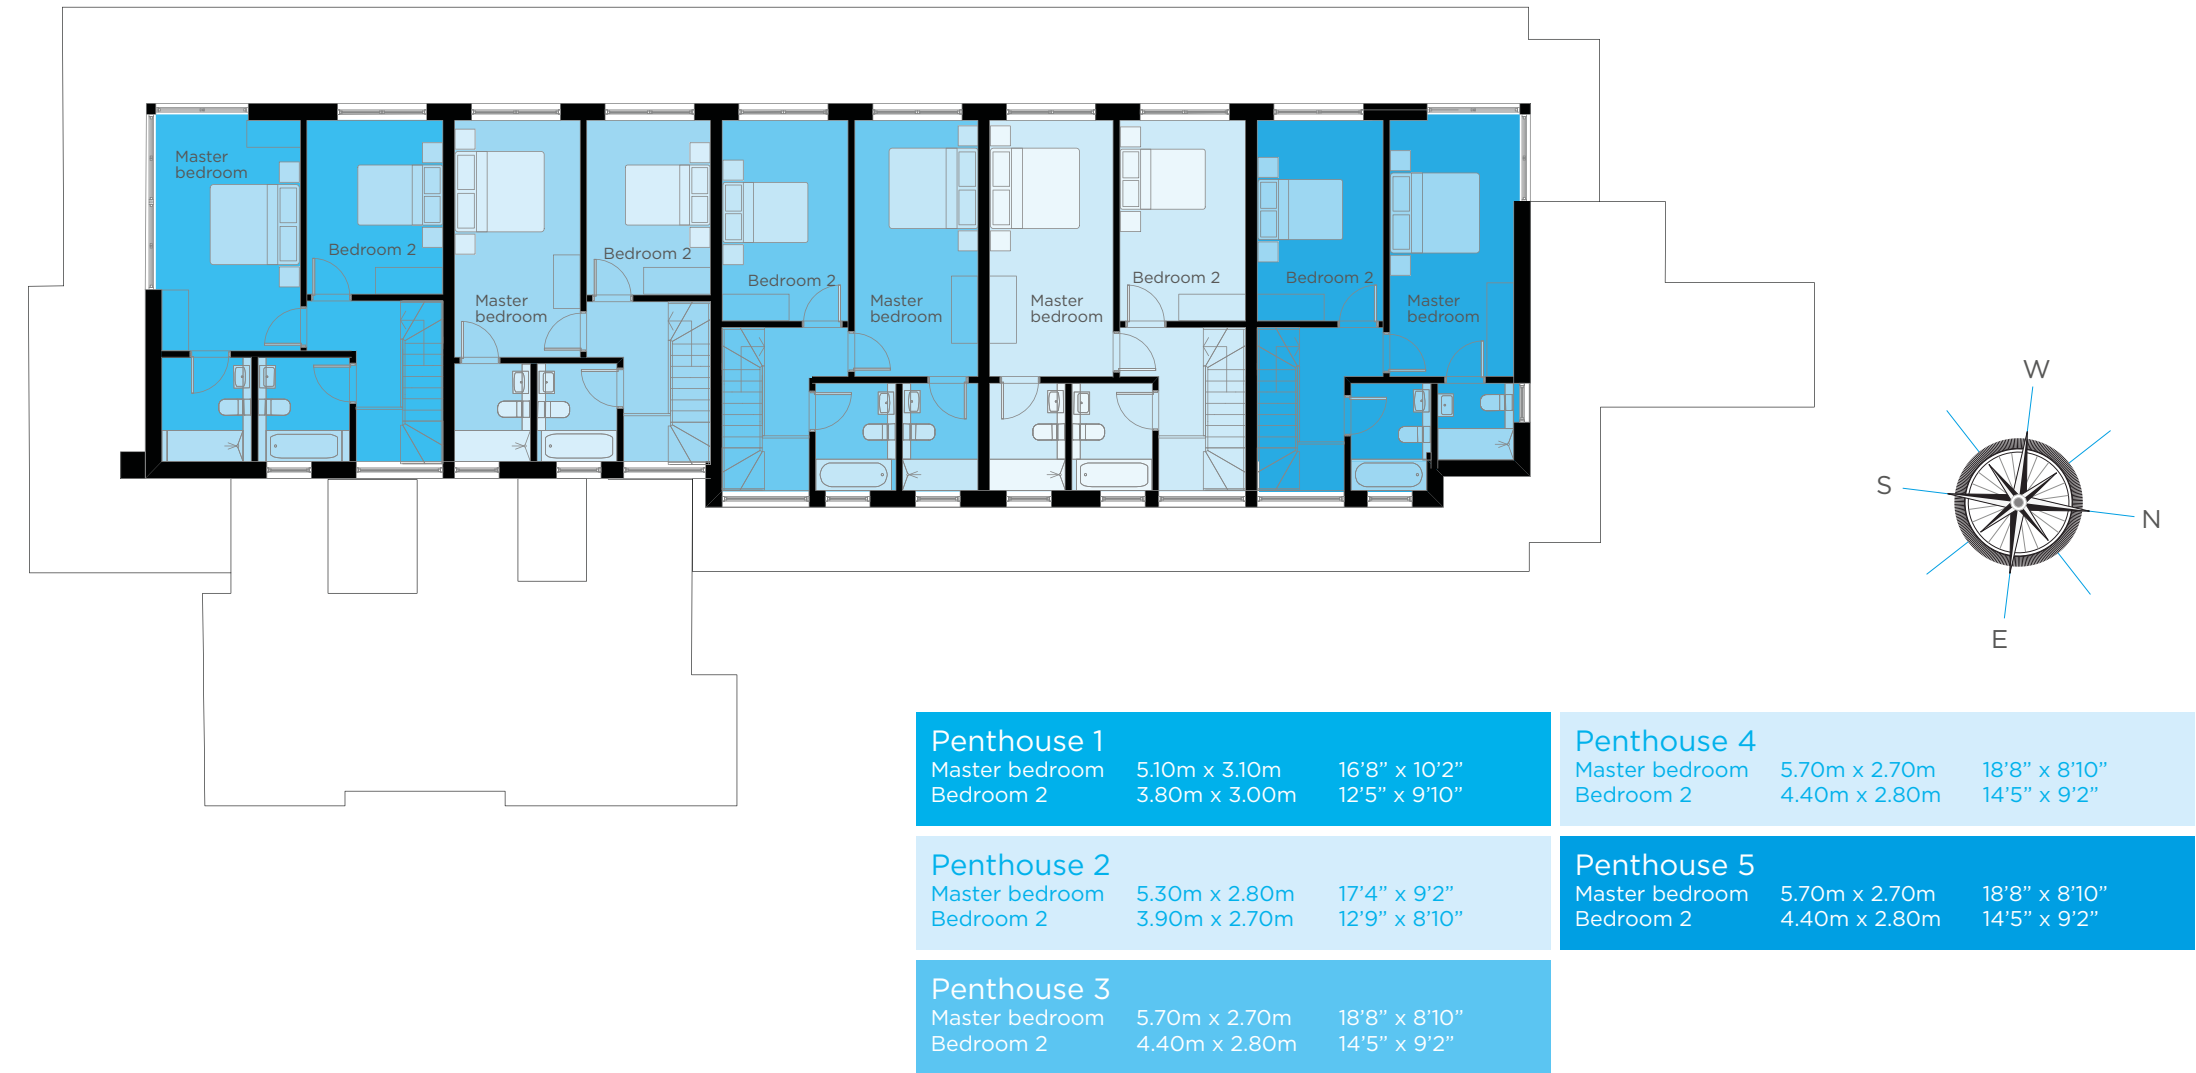 Master
bedroom
Bedroom 2
Master
bedroom
Bedroom 2
Bedroom 2
Master
bedroom
Master
bedroom
Bedroom 2
Bedroom 2
Master
bedroom
W
S
N
E
Penthouse 1
Master bedroom 5.10m x 3.10m 16’8” x 10’2”
Bedroom 2 3.80m x 3.00m 12’5” x 9’10”
Penthouse 2
Master bedroom 5.30m x 2.80m 17’4” x 9’2”
Bedroom 2 3.90m x 2.70m 12’9” x 8’10”
Penthouse 3
Master bedroom 5.70m x 2.70m 18’8” x 8’10”
Bedroom 2 4.40m x 2.80m 14’5” x 9’2”
Penthouse 4
Master bedroom 5.70m x 2.70m 18’8” x 8’10”
Bedroom 2 4.40m x 2.80m 14’5” x 9’2”
Penthouse 5
Master bedroom 5.70m x 2.70m 18’8” x 8’10”
Bedroom 2 4.40m x 2.80m 14’5” x 9’2”